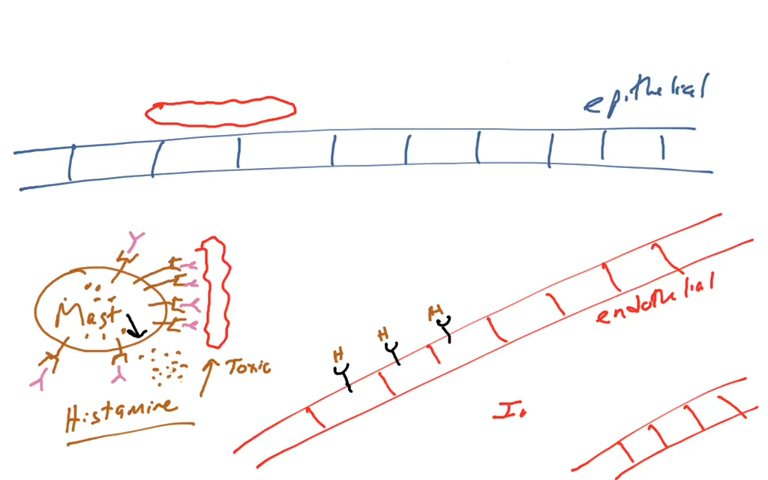 epithelial
Mast
Histamine
Toxic
H
H
H
endothelial
I.